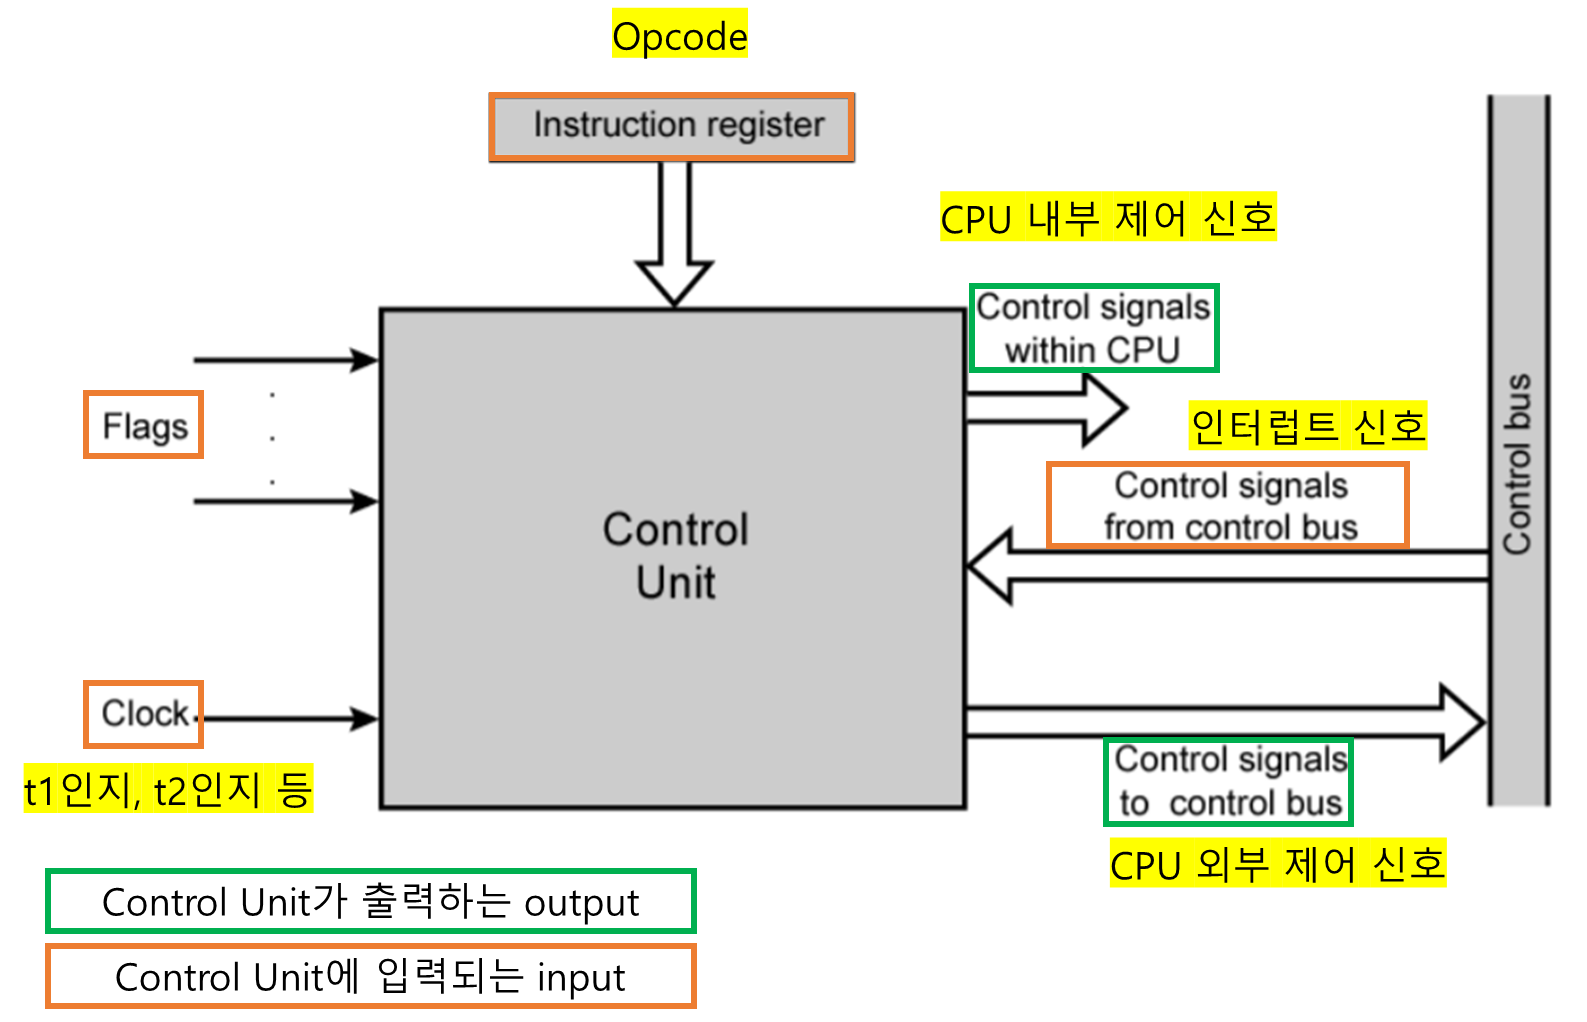 Opcode
Instruction register
CPU 내부 제어 신호
Control signals
within CPU
Flags
인터럽트 신호
Control signals
from control bus
Control bus
Control
Unit
Clock
t1인지, t2인지 등
Control signals
to control bus
CPU 외부 제어 신호
Control Unit가 출력하는 output
Control Unit에 입력되는 input